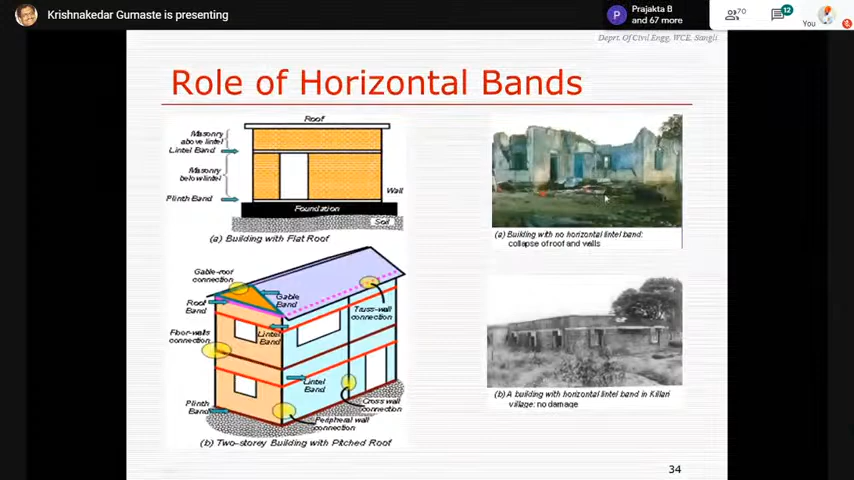 Krishnakedar Gumaste is presenting
P
Prajakta B
and 67 more
70
12
You
Deprt. Of Civil Engg, WCE, Sangli
Role of Horizontal Bands
Roof
Masonry
above lintel
Lintel Band
Masonry
below lintel
Wall
Plinth Band
Foundation
Soil
(a) Building with Flat Roof
(a) Building with no horizontal lintel band:
collapse of roof and walls
Gable-roof
connection
Gable
Band
Roof
Band
Truss-wall
connection
Floor-walls
connection
Lintel
Band
Lintel
Band
Plinth
Band
Cross wall
connection
Peripheral wall
connection
(b) Two-storey Building with Pitched Roof
(b) A building with horizontal lintel band in Killari
village: no damage
34